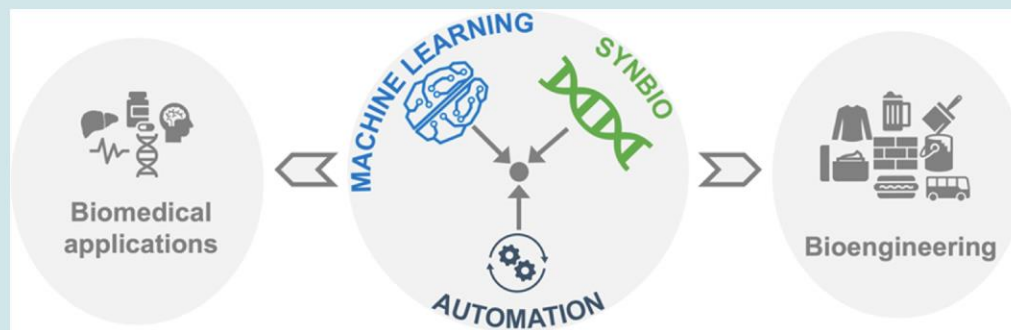 Biomedical
applications
MACHINE LEARNING
SYNBIO
AUTOMATION
Bioengineering